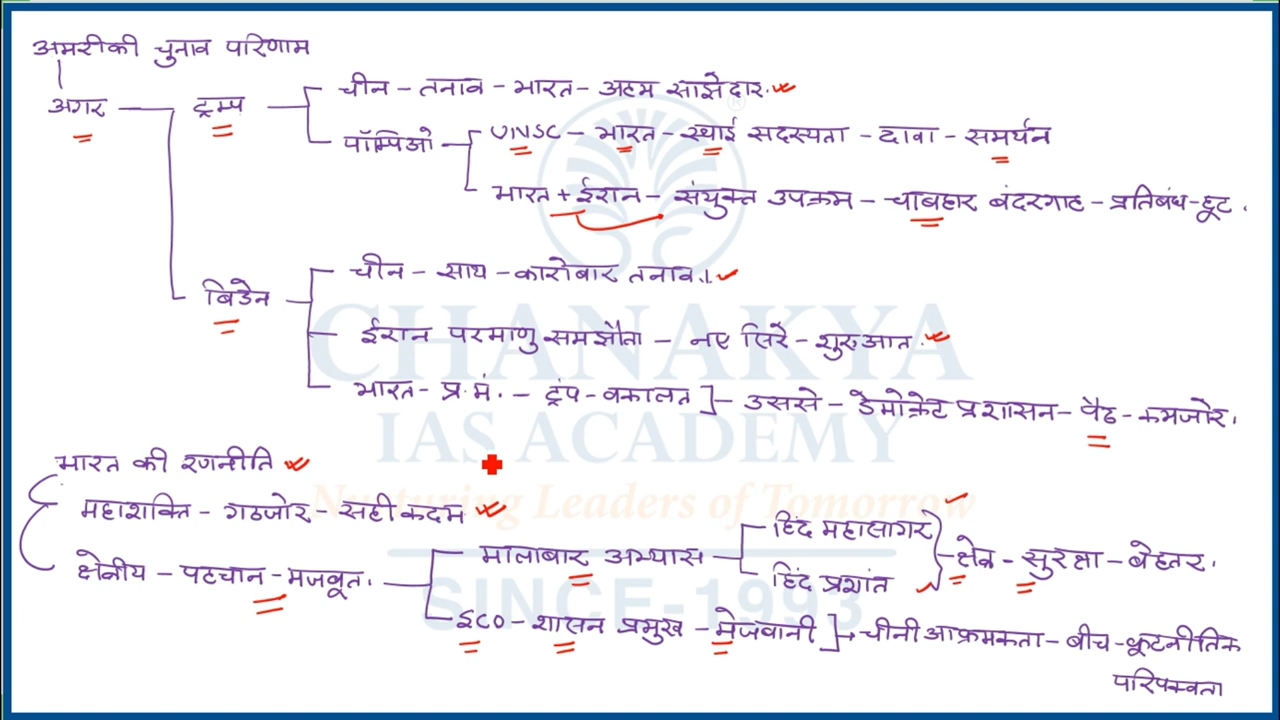 अमरीकी चुनाव परिणाम
अगर
ट्रम्प
चीन - तनाव - भारत - अहम साझेदार.
पॉम्पिओ
UNSC - भारत - स्थाई सदस्यता - दावा - समर्थन
भारत + ईरान - संयुक्त उपक्रम - चाबहार बंदरगाह - प्रतिबंध - छूट.
बिडेन
चीन - साथ - कारोबार तनाव.
ईरान परमाणु समझौता - नए सिरे - शुरुआत.
भारत - प्र.मं. - ट्रंप - वकालत ] - उससे - डेमोक्रेट प्रशासन - पैठ - कमजोर.
भारत की रणनीति
महाशक्ति - गठजोर - सही कदम
क्षेत्रीय - पहचान - मजबूत.
मालाबार अभ्यास
हिंद महासागर
हिंद प्रशांत
क्षेत्र - सुरक्षा - बेहतर.
SCO - शासन प्रमुख - मेजवानी ] → चीनी आक्रमकता - बीच - कूटनीतिक
परिपक्वता
CHANAKYA
IAS ACADEMY
Nurturing Leaders of Tomorrow
SINCE-1993